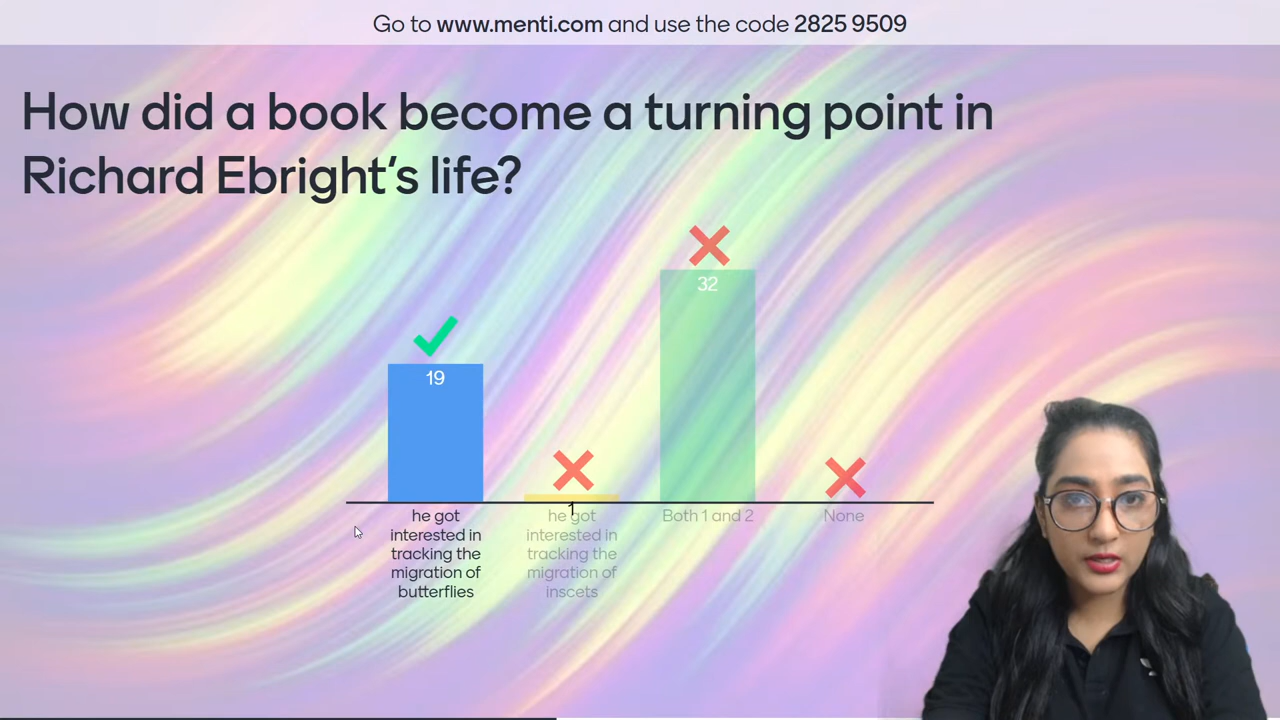 Go to www.menti.com and use the code 2825 9509
How did a book become a turning point in
Richard Ebright's life?
32
19
1
he got
interested in
tracking the
migration of
butterflies
he got
interested in
tracking the
migration of
inscets
Both 1 and 2
None